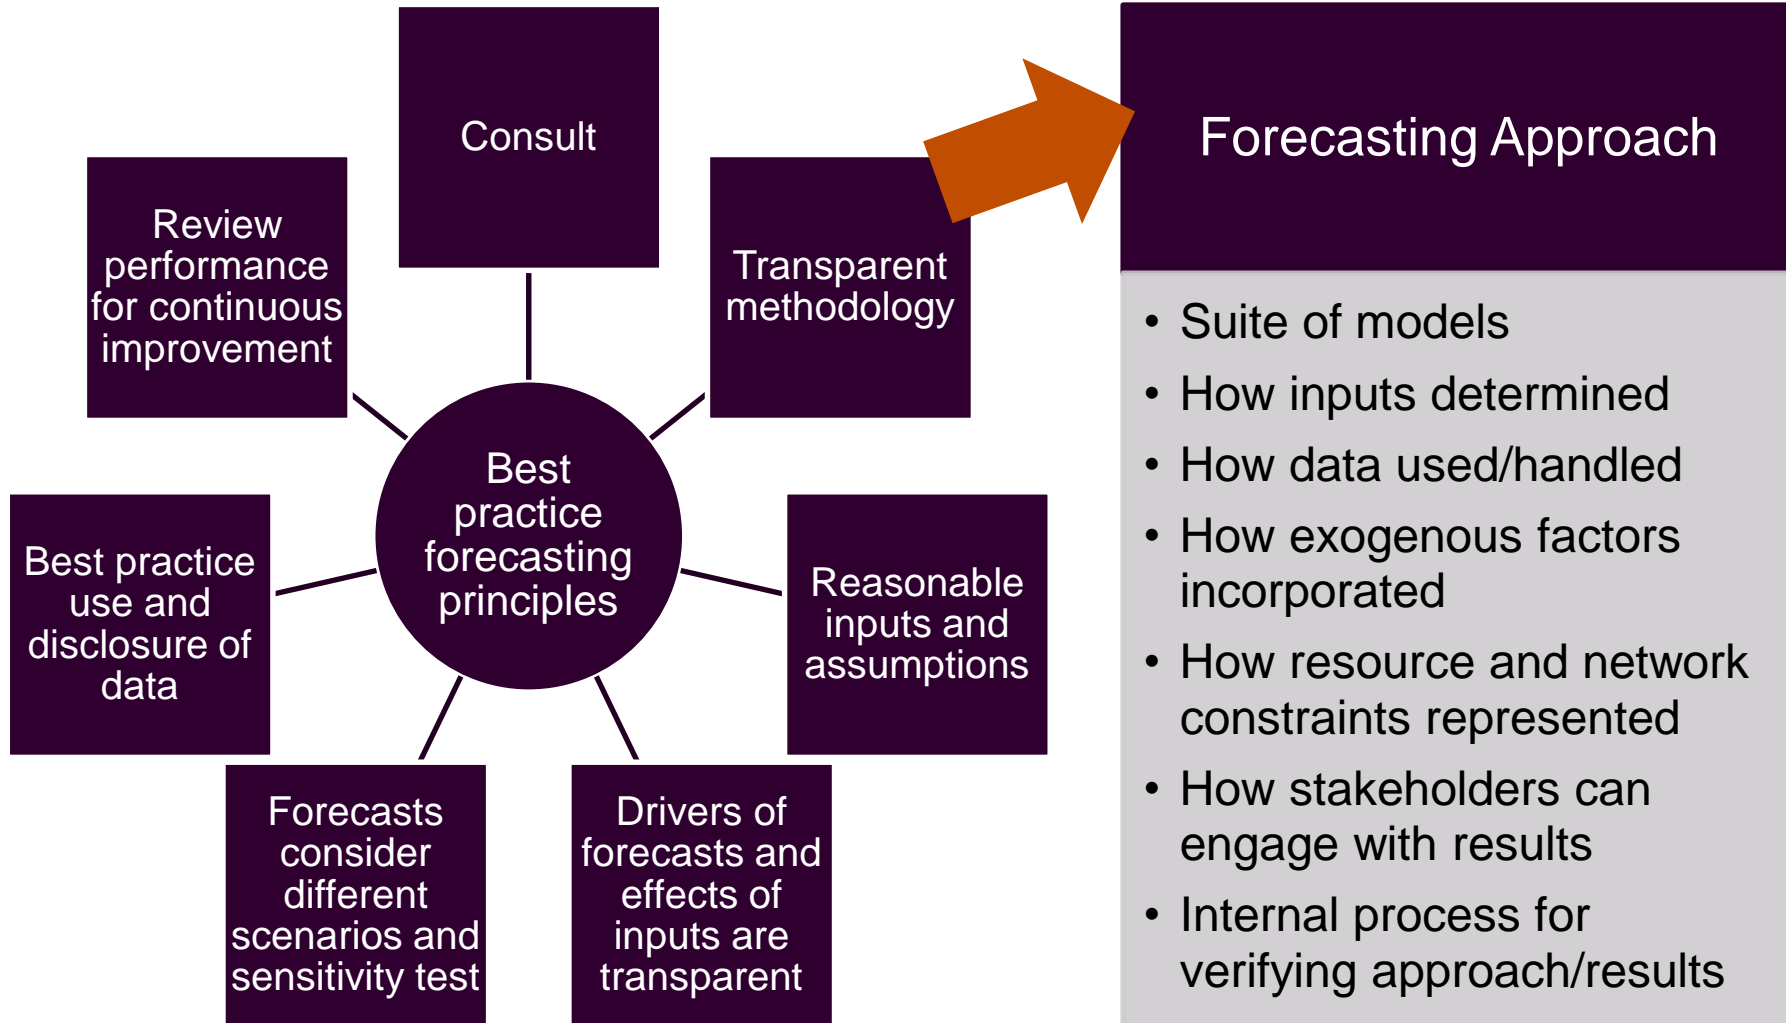 Consult
Transparent
methodology
Reasonable
inputs and
assumptions
Drivers of
forecasts and
effects of
inputs are
transparent
Forecasts
consider
different
scenarios and
sensitivity test
Best practice
use and
disclosure of
data
Review
performance
for continuous
improvement
Best
practice
forecasting
principles
Forecasting Approach
• Suite of models
• How inputs determined
• How data used/handled
• How exogenous factors
incorporated
• How resource and network
constraints represented
• How stakeholders can
engage with results
• Internal process for
verifying approach/results